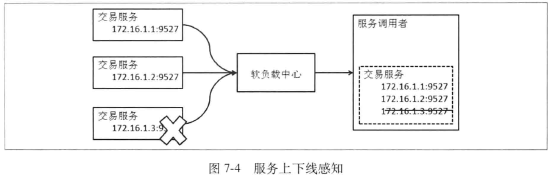 交易服务
172.16.1.1:9527
交易服务
172.16.1.2:9527
交易服务
172.16.1.3:9
软负载中心
服务调用者
交易服务
172.16.1.1:9527
172.16.1.2:9527
172.16.1.3:9527
图 7-4 服务上下线感知